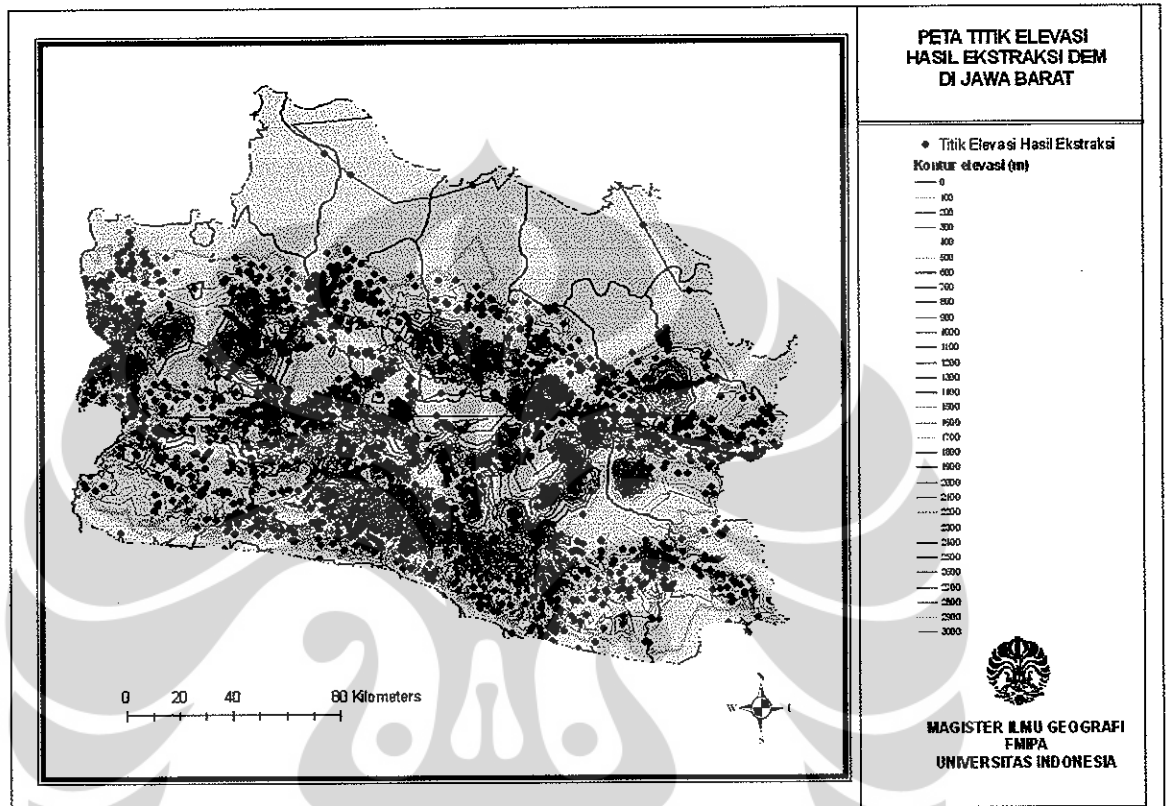 PETA TITIK ELEVASI
HASIL EKSTRAKSI DEM
DI JAWA BARAT
Titik Elevasi Hasil Ekstraksi
Kontur elevasi (m)
0
100
200
300
400
500
600
700
800
900
1000
1100
1200
1300
1400
1500
1600
1700
1800
1900
2000
2100
2200
2300
2400
2500
2600
2700
2800
2900
3000
0 20 40 80 Kilometers
W
S
MAGISTER ILMU GEOGRAFI
FMIPA
UNIVERSITAS INDONESIA